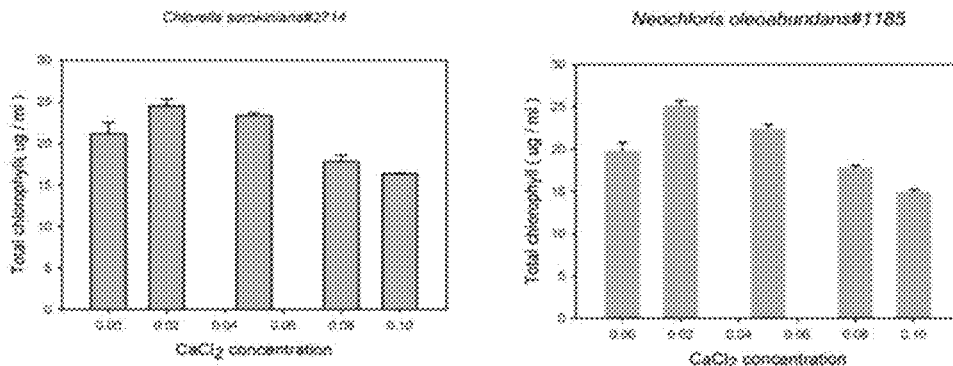 Chlorella sorokiniana#2714
Neochloris oleoabundans#1185
Total chlorophyll( ug / ml )
30
25
20
15
10
5
0
0.00 0.02 0.04 0.06 0.08 0.10
CaCl2 concentration
Total chlorophyll ( ug / ml )
30
25
20
15
10
5
0
0.00 0.02 0.04 0.06 0.08 0.10
CaCl2 concentration